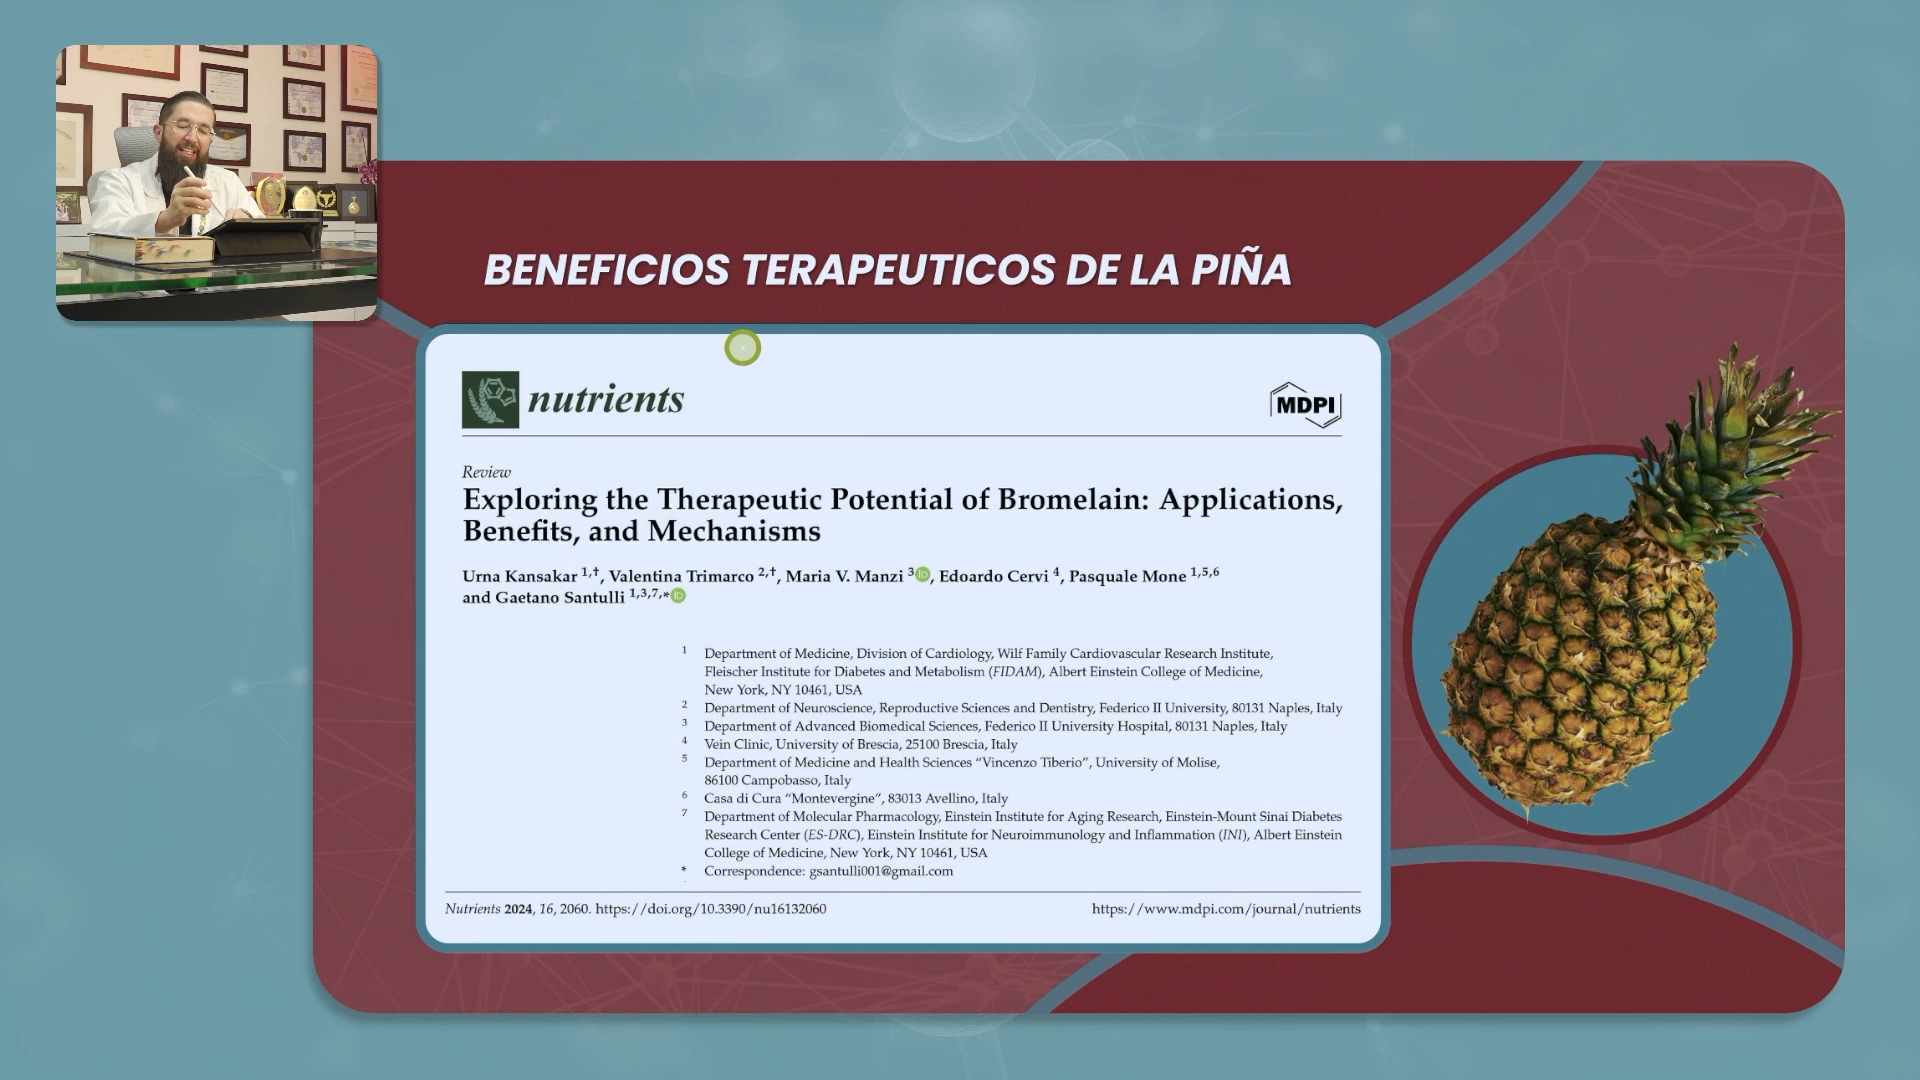 BENEFICIOS TERAPEUTICOS DE LA PIÑA
nutrients
MDPI
Review
Exploring the Therapeutic Potential of Bromelain: Applications,
Benefits, and Mechanisms
Urna Kansakar 1,†, Valentina Trimarco 2,†, Maria V. Manzi 3, Edoardo Cervi 4, Pasquale Mone 1,5,6
and Gaetano Santulli 1,3,7,*
1 Department of Medicine, Division of Cardiology, Wilf Family Cardiovascular Research Institute,
Fleischer Institute for Diabetes and Metabolism (FIDAM), Albert Einstein College of Medicine,
New York, NY 10461, USA
2 Department of Neuroscience, Reproductive Sciences and Dentistry, Federico II University, 80131 Naples, Italy
3 Department of Advanced Biomedical Sciences, Federico II University Hospital, 80131 Naples, Italy
4 Vein Clinic, University of Brescia, 25100 Brescia, Italy
5 Department of Medicine and Health Sciences “Vincenzo Tiberio”, University of Molise,
86100 Campobasso, Italy
6 Casa di Cura “Montevergine”, 83013 Avellino, Italy
7 Department of Molecular Pharmacology, Einstein Institute for Aging Research, Einstein-Mount Sinai Diabetes
Research Center (ES-DRC), Einstein Institute for Neuroimmunology and Inflammation (INI), Albert Einstein
College of Medicine, New York, NY 10461, USA
* Correspondence: gsantulli001@gmail.com
Nutrients 2024, 16, 2060. https://doi.org/10.3390/nu16132060
https://www.mdpi.com/journal/nutrients